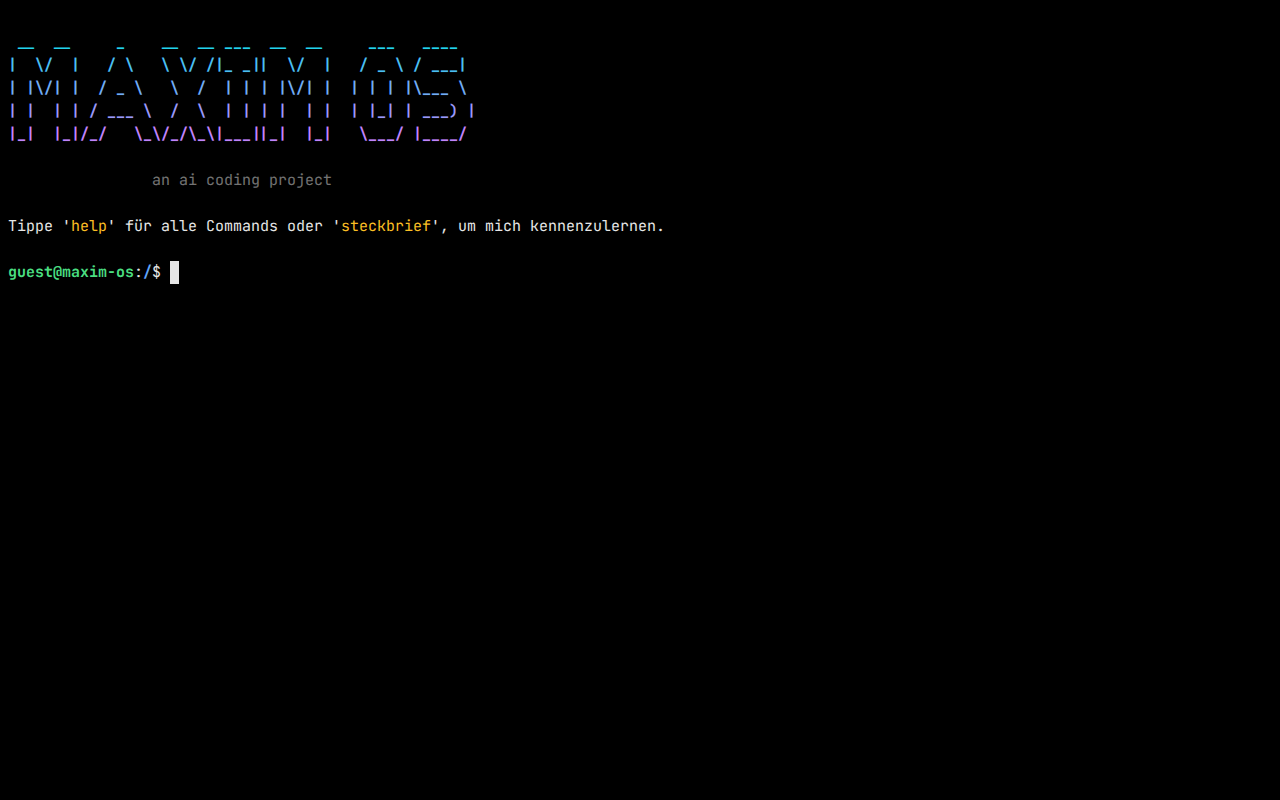 MAXIM OS
an ai coding project
Tippe 'help' für alle Commands oder 'steckbrief', um mich kennenzulernen.
guest@maxim-os:/$